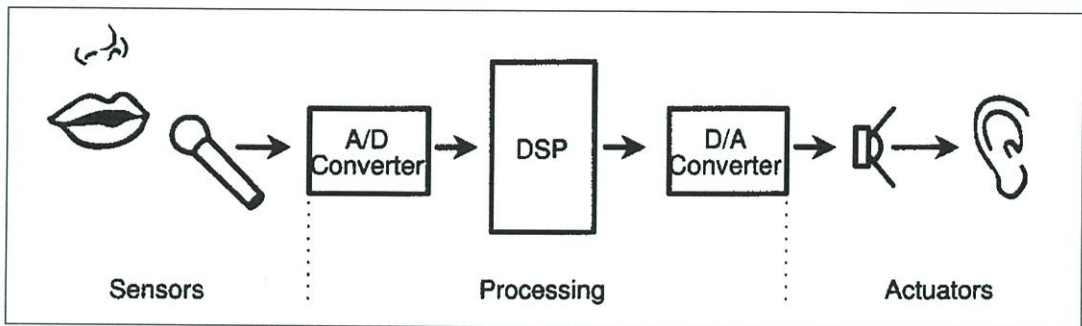 A/D
Converter
DSP
D/A
Converter
Sensors
Processing
Actuators